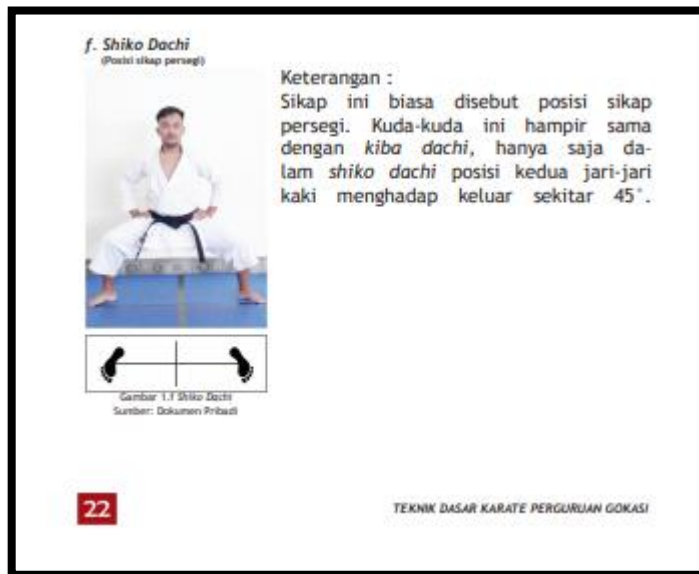 f. Shiko Dachi
(Posisi sikap persegi)
Keterangan :
Sikap ini biasa disebut posisi sikap
persegi. Kuda-kuda ini hampir sama
dengan kiba dachi, hanya saja da-
lam shiko dachi posisi kedua jari-jari
kaki menghadap keluar sekitar 45°.
Gambar 1.f Shiko Dachi
Sumber: Dokumen Pribadi
22
TEKNIK DASAR KARATE PERGURUAN GOKASI